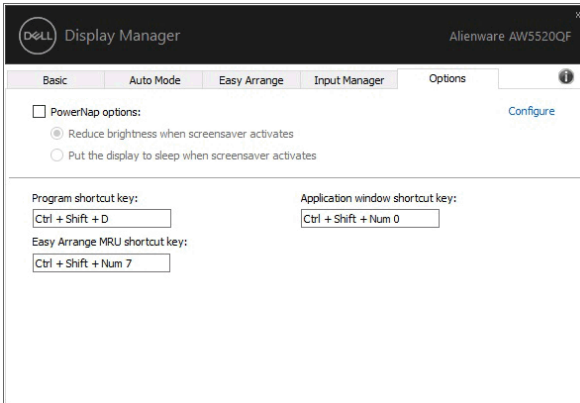 DELL Display Manager
Alienware AW5520QF
Basic Auto Mode Easy Arrange Input Manager Options
PowerNap options:
Configure
Reduce brightness when screensaver activates
Put the display to sleep when screensaver activates
Program shortcut key:
Application window shortcut key:
Ctrl + Shift + D
Ctrl + Shift + Num 0
Easy Arrange MRU shortcut key:
Ctrl + Shift + Num 7